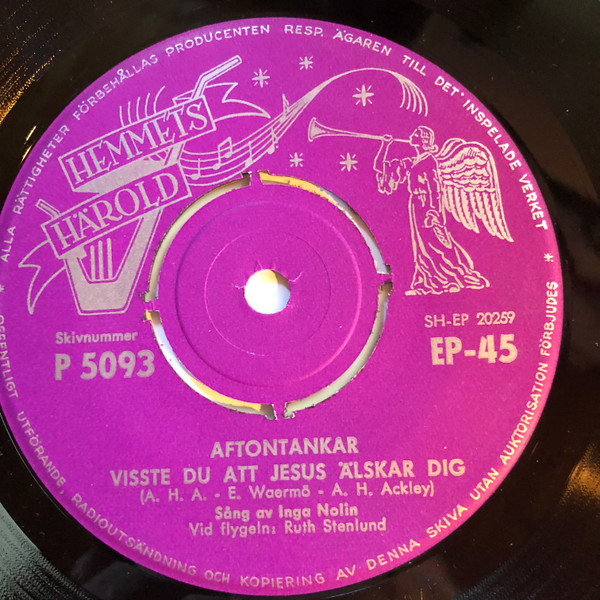 * ALLA RÄTTIGHETER FÖRBEHÅLLAS PRODUCENTEN RESP. ÄGAREN TILL DET INSPELADE VERKET *
OFFENTLIGT UTFÖRANDE, RADIOUTSÄNDNING OCH KOPIERING AV DENNA SKIVA UTAN AUKTORISATION FÖRBJUDES
HEMMETS
HÄROLD
Skivnummer
P 5093
SH-EP 20259
EP-45
AFTONTANKAR
VISSTE DU ATT JESUS ÄLSKAR DIG
(A. H. A. - E. Waermö - A. H. Ackley)
Sång av Inga Nolin
Vid flygeln: Ruth Stenlund